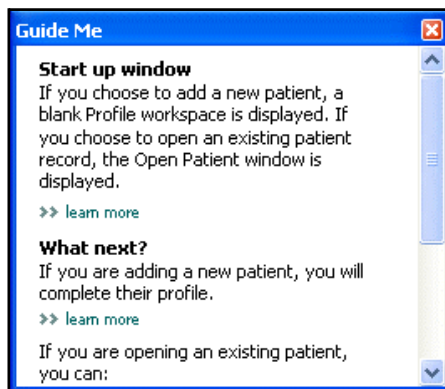 Guide Me
Start up window
If you choose to add a new patient, a
blank Profile workspace is displayed. If
you choose to open an existing patient
record, the Open Patient window is
displayed.
>> learn more
What next?
If you are adding a new patient, you will
complete their profile.
>> learn more
If you are opening an existing patient,
you can: